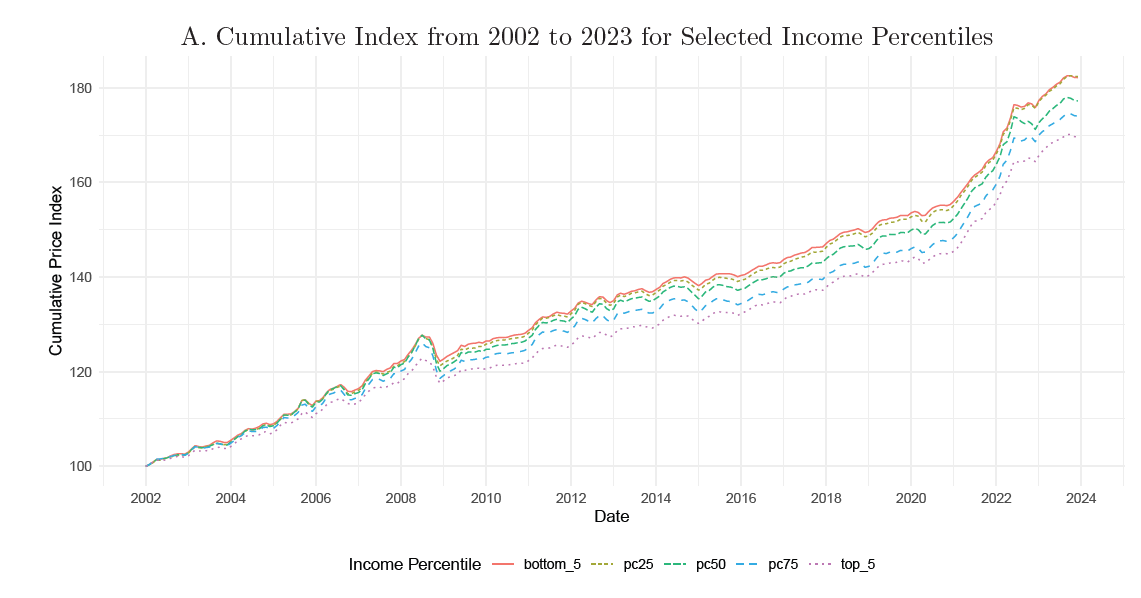 A. Cumulative Index from 2002 to 2023 for Selected Income Percentiles
180
160
140
120
100
Cumulative Price Index
2002 2004 2006 2008 2010 2012 2014 2016 2018 2020 2022 2024
Date
Income Percentile bottom_5 pc25 pc50 pc75 top_5